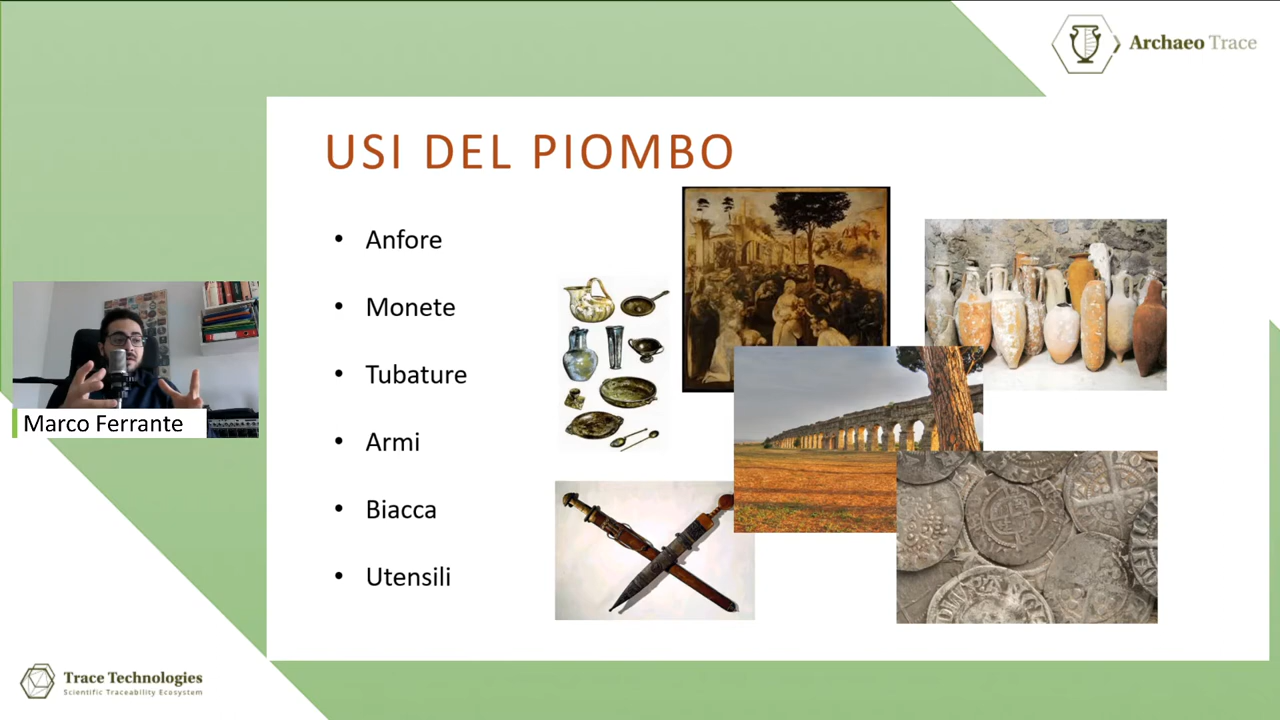 Archaeo Trace
USI DEL PIOMBO
• Anfore
• Monete
• Tubature
• Armi
• Biacca
• Utensili
Marco Ferrante
Trace Technologies
Scientific Traceability Ecosystem